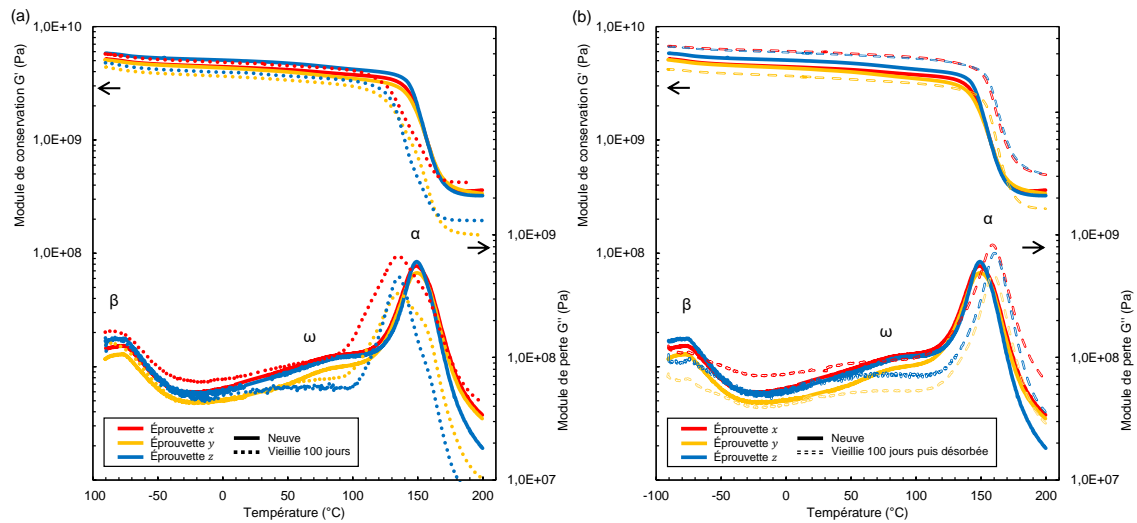 (a)
1,0E+10
1,0E+09
1,0E+08
Module de conservation G' (Pa)
1,0E+09
1,0E+08
1,0E+07
Module de perte G'' (Pa)
α
β
ω
Éprouvette x
Éprouvette y
Éprouvette z
Neuve
Vieillie 100 jours
100
-50
0
50
100
150
200
Température (°C)
(b)
1,0E+10
1,0E+09
1,0E+08
Module de conservation G' (Pa)
1,0E+09
1,0E+08
1,0E+07
Module de perte G'' (Pa)
α
β
ω
Éprouvette x
Éprouvette y
Éprouvette z
Neuve
Vieillie 100 jours puis désorbée
-100
-50
0
50
100
150
200
Température (°C)